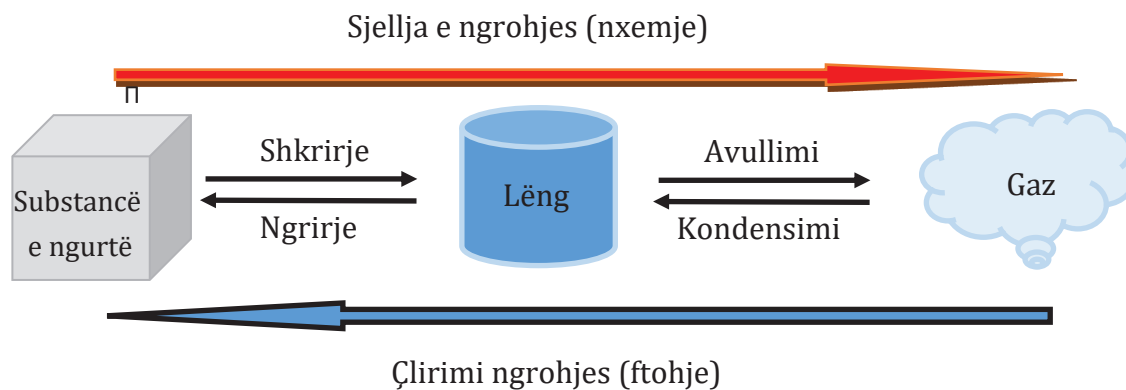 Sjellja e ngrohjes (nxemje)
Shkrirje
Avullimi
Substancë
e ngurtë
Lëng
Gaz
Ngrirje
Kondensimi
Çlirimi ngrohjes (ftohje)